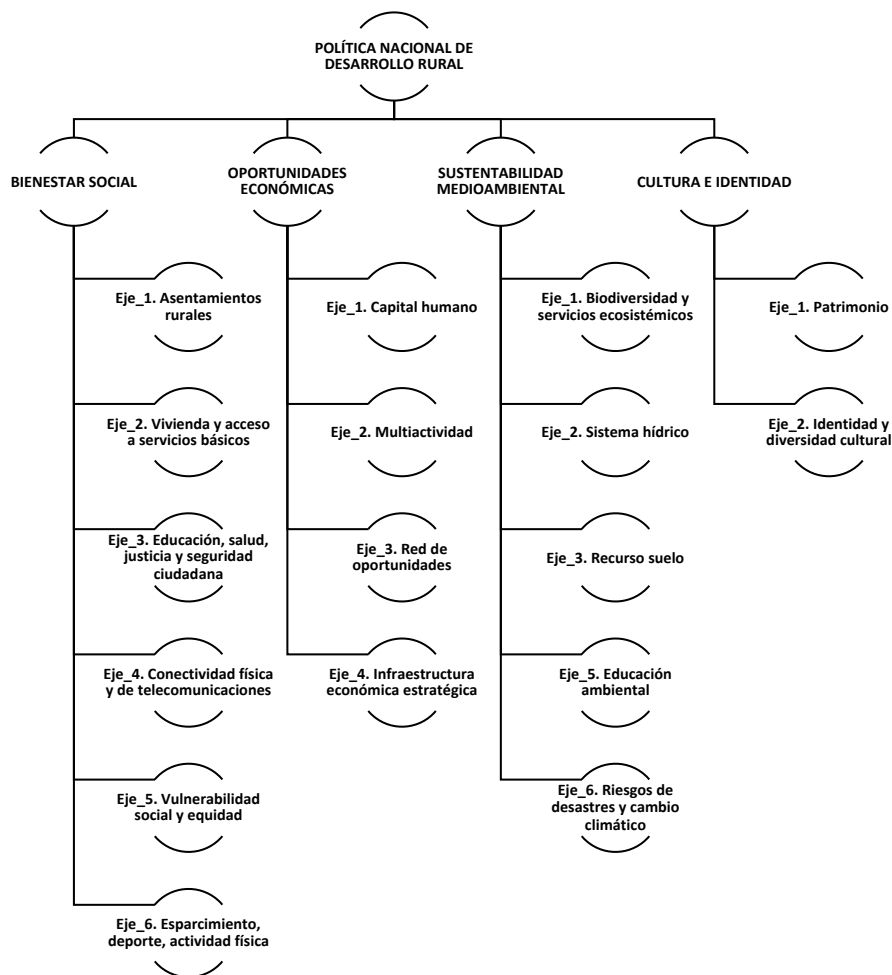 POLÍTICA NACIONAL DE
DESARROLLO RURAL
BIENESTAR SOCIAL
Eje_1. Asentamientos
rurales
Eje_2. Vivienda y acceso
a servicios básicos
Eje_3. Educación, salud,
justicia y seguridad
ciudadana
Eje_4. Conectividad física
y de telecomunicaciones
Eje_5. Vulnerabilidad
social y equidad
Eje_6. Esparcimiento,
deporte, actividad física
OPORTUNIDADES
ECONÓMICAS
Eje_1. Capital humano
Eje_2. Multiactividad
Eje_3. Red de
oportunidades
Eje_4. Infraestructura
económica estratégica
SUSTENTABILIDAD
MEDIOAMBIENTAL
Eje_1. Biodiversidad y
servicios ecosistémicos
Eje_2. Sistema hídrico
Eje_3. Recurso suelo
Eje_5. Educación
ambiental
Eje_6. Riesgos de
desastres y cambio
climático
CULTURA E IDENTIDAD
Eje_1. Patrimonio
Eje_2. Identidad y
diversidad cultural